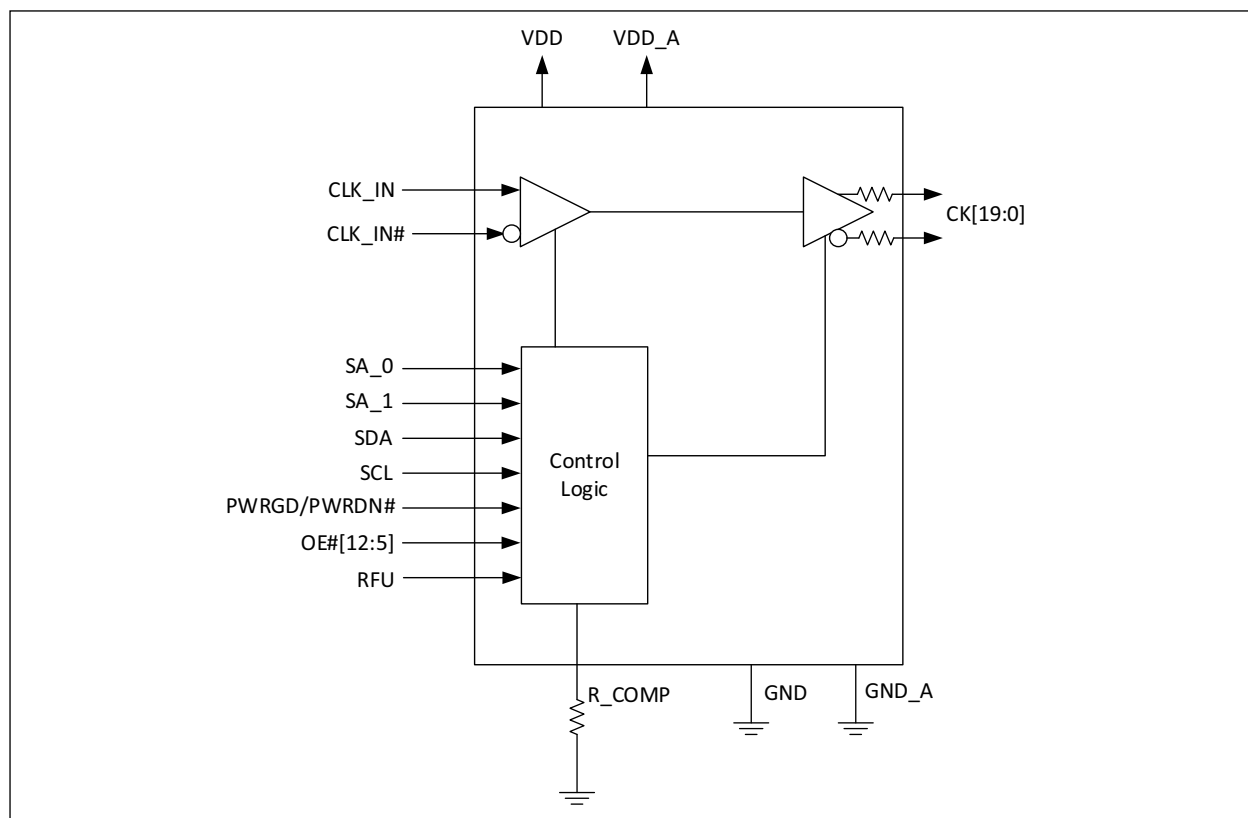 VDD
VDD_A
CLK_IN
CLK_IN#
CK[19:0]
SA_0
SA_1
SDA
SCL
PWRGD/PWRDN#
OE#[12:5]
RFU
Control
Logic
R_COMP
GND
GND_A